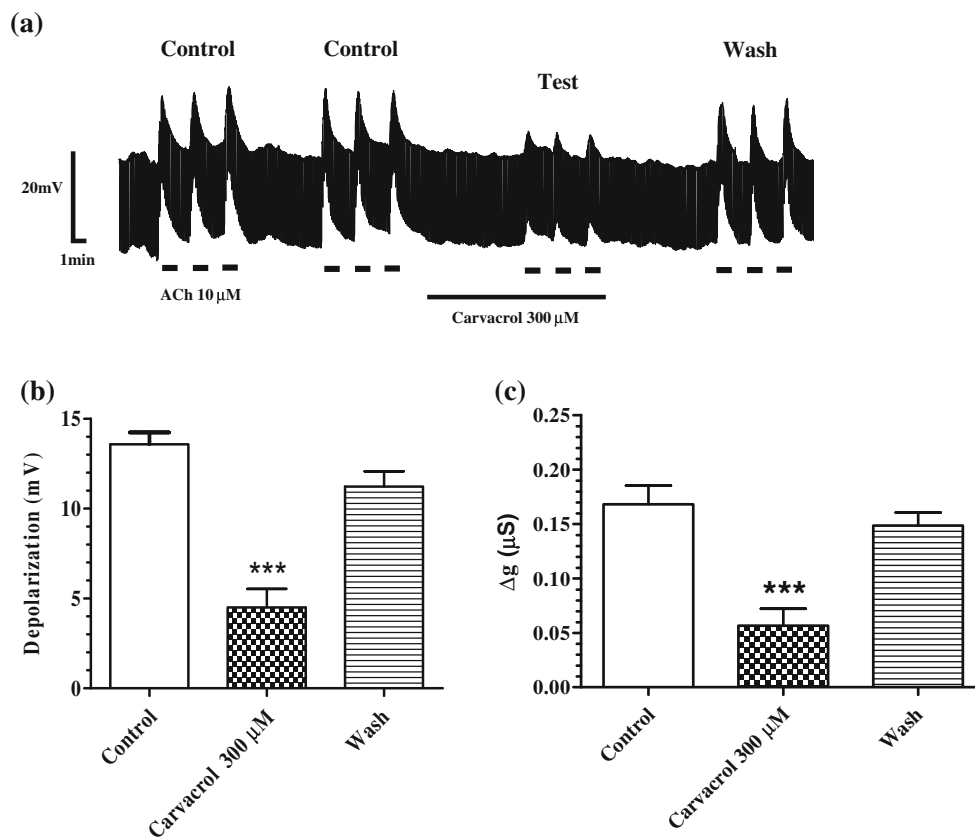 (a)
Control Control Test Wash
20mV
1min
ACh 10 μM
Carvacrol 300 μM
(b)
Depolarization (m V)
15
10
5
0
***
Control
Carvacrol 300 μM
Wash
(c)
Δg (μS)
0.25
0.20
0.15
0.10
0.05
0.00
***
Control
Carvacrol 300 μM
Wash